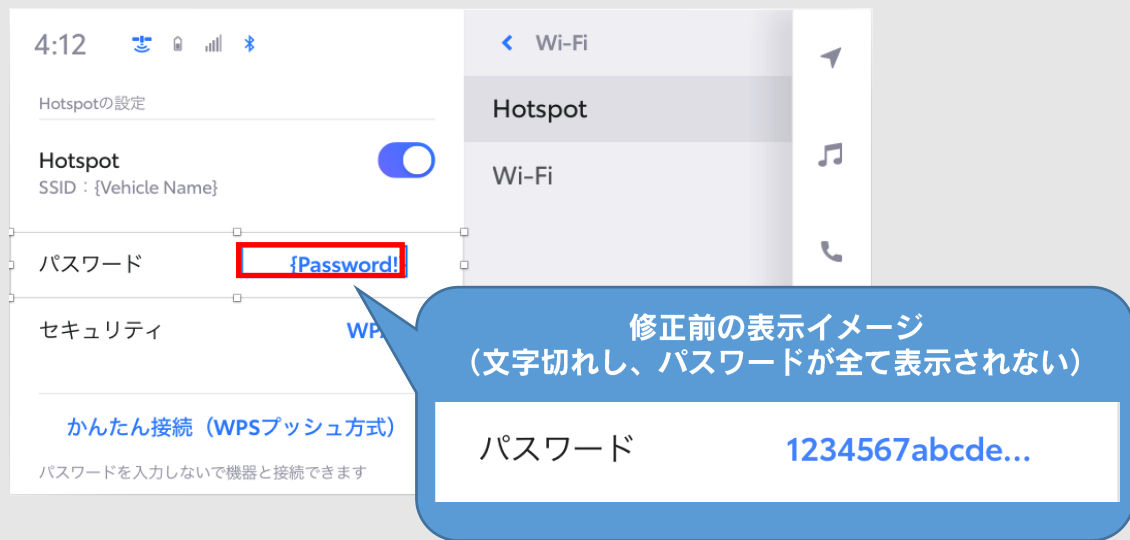 4:12
Hotspotの設定
Hotspot
SSID：{Vehicle Name}
パスワード
{Password!
セキュリティ
かんたん接続（WPSプッシュ方式）
パスワードを入力しないで機器と接続できます
Wi-Fi
Hotspot
Wi-Fi
修正前の表示イメージ
（文字切れし、パスワードが全て表示されない）
パスワード
1234567abcde...